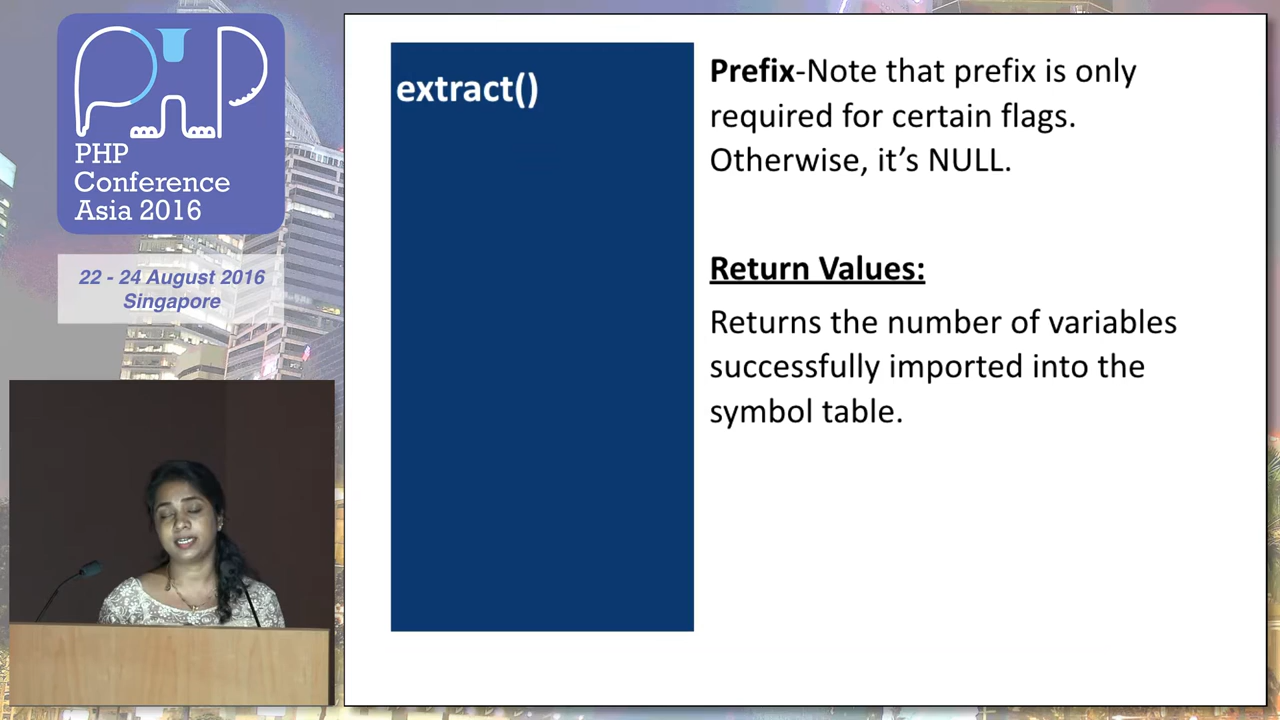 PHP
Conference
Asia 2016
22 - 24 August 2016
Singapore
extract()
Prefix-Note that prefix is only
required for certain flags.
Otherwise, it’s NULL.
Return Values:
Returns the number of variables
successfully imported into the
symbol table.